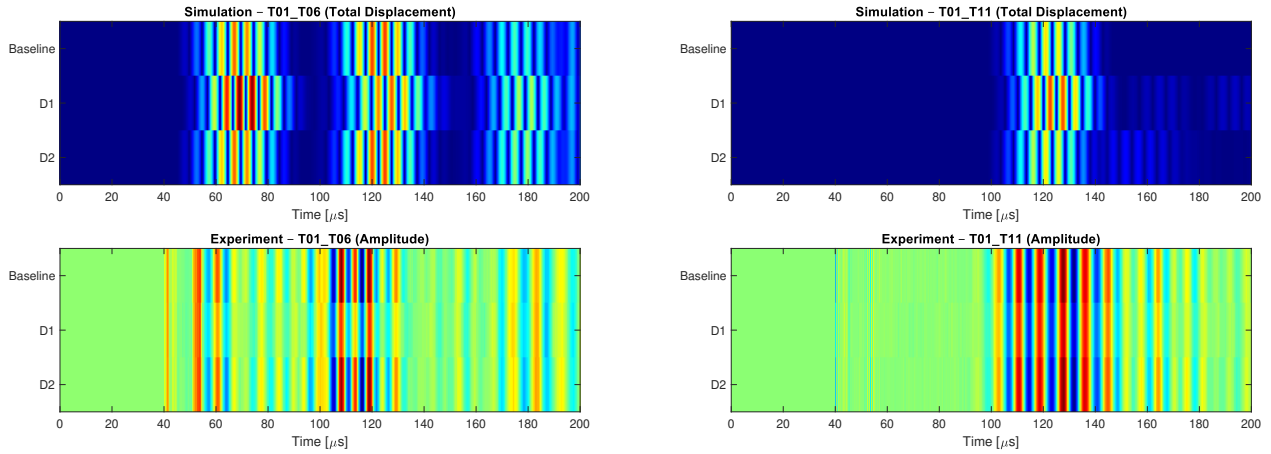 Simulation – T01_T06 (Total Displacement)
Baseline
D1
D2
0 20 40 60 80 100 120 140 160 180 200
Time [μs]
Simulation – T01_T11 (Total Displacement)
Baseline
D1
D2
0 20 40 60 80 100 120 140 160 180 200
Time [μs]
Experiment – T01_T06 (Amplitude)
Baseline
D1
D2
0 20 40 60 80 100 120 140 160 180 200
Time [μs]
Experiment – T01_T11 (Amplitude)
Baseline
D1
D2
0 20 40 60 80 100 120 140 160 180 200
Time [μs]